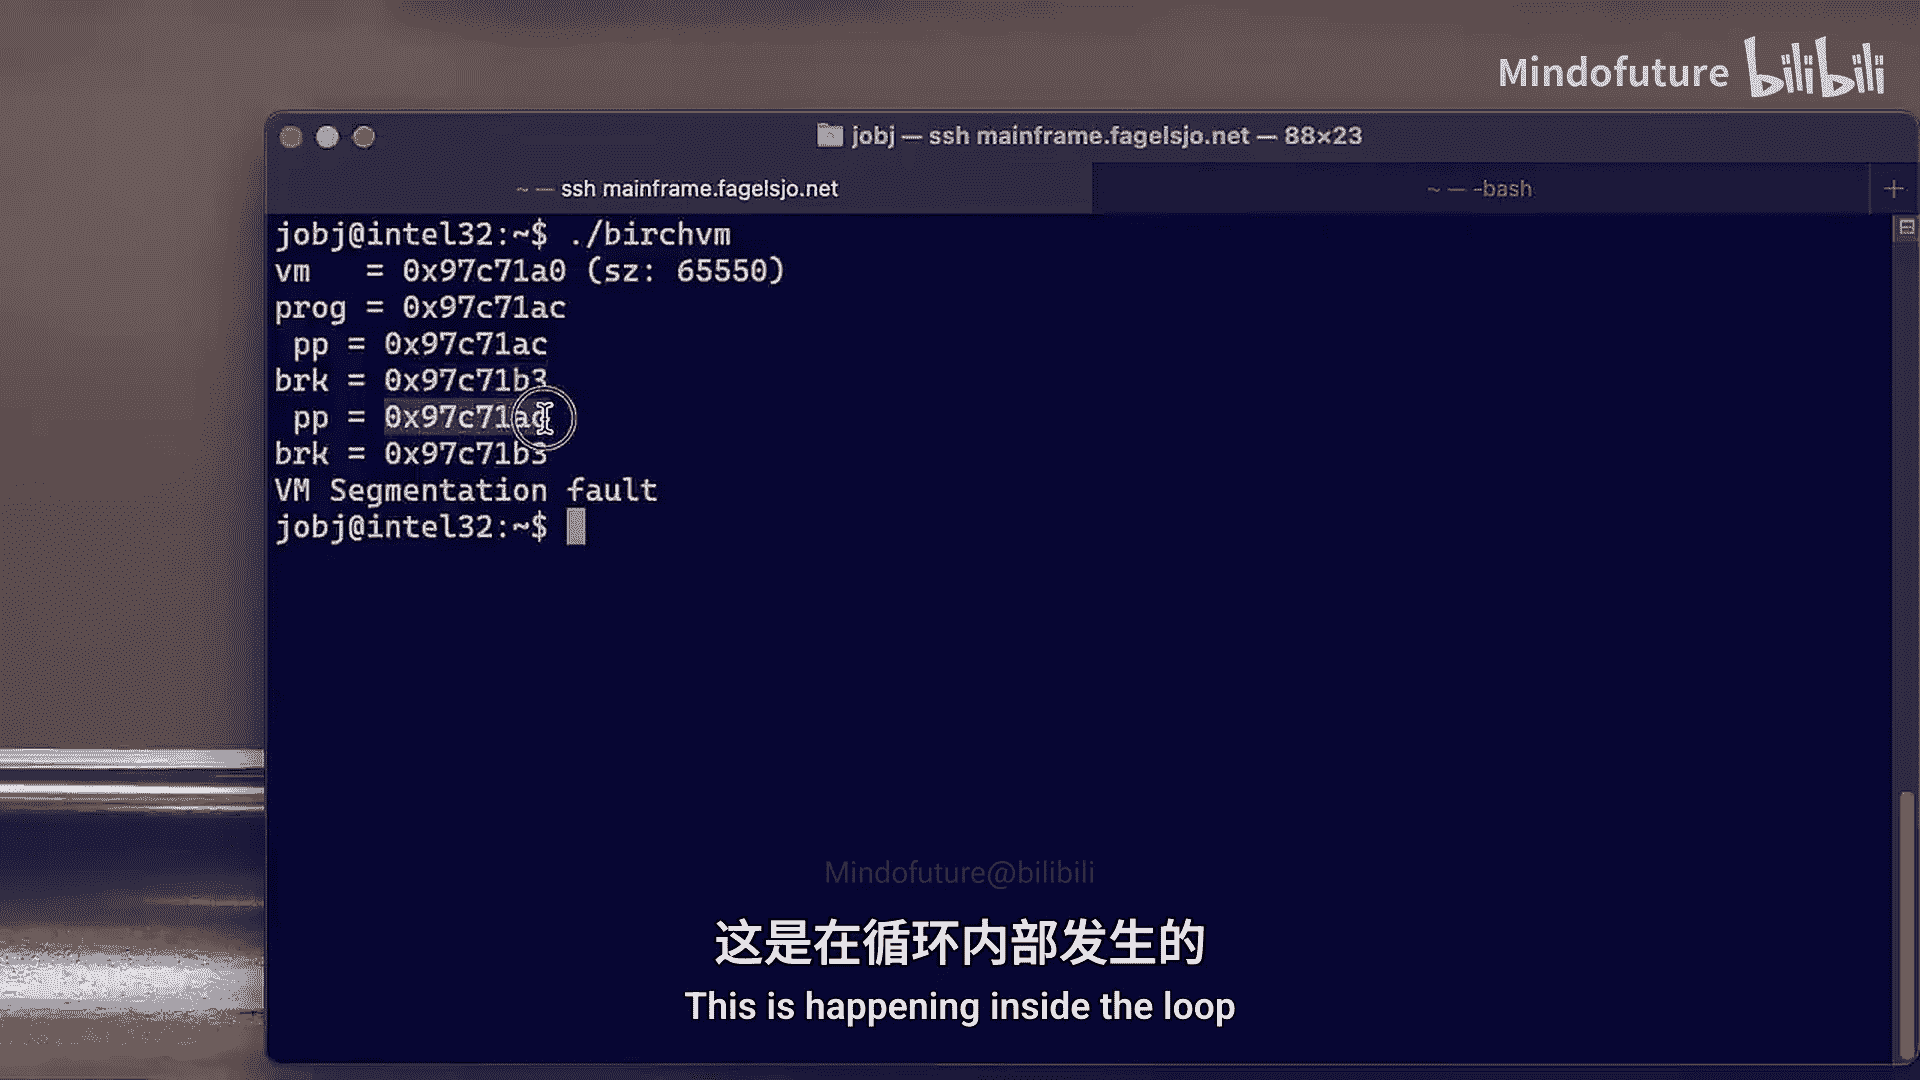 Mindofuture bilibili
jobj — ssh mainframe.fagelsjo.net — 88×23
~ — ssh mainframe.fagelsjo.net
~ — -bash
jobj@intel32:~$ ./birchvm
vm   = 0x97c71a0 (sz: 65550)
prog = 0x97c71ac
pp = 0x97c71ac
brk = 0x97c71b3
pp =
brk = 0x97c71b3
VM Segmentation fault
jobj@intel32:~$
Mindofuture@bilibili
这是在循环内部发生的
This is happening inside the loop